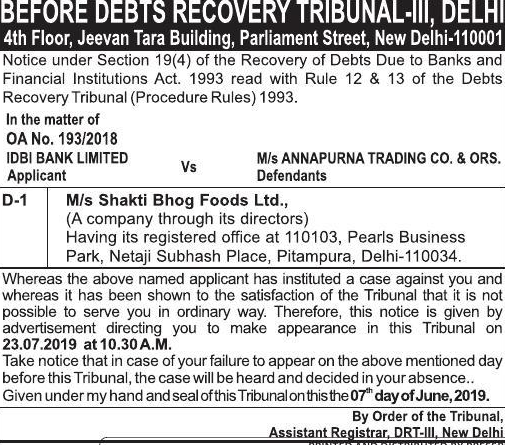 BEFORE DEBTS RECOVERY TRIBUNAL-III, DELHI
4th Floor, Jeevan Tara Building, Parliament Street, New Delhi-110001
Notice under Section 19(4) of the Recovery of Debts Due to Banks and
Financial Institutions Act. 1993 read with Rule 12 & 13 of the Debts
Recovery Tribunal (Procedure Rules) 1993.
In the matter of
OA No. 193/2018
IDBI BANK LIMITED
Applicant
Vs
M/s ANNAPURNA TRADING CO. & ORS.
Defendants
D-1 M/s Shakti Bhog Foods Ltd.,
(A company through its directors)
Having its registered office at 110103, Pearls Business
Park, Netaji Subhash Place, Pitampura, Delhi-110034.
Whereas the above named applicant has instituted a case against you and
whereas it has been shown to the satisfaction of the Tribunal that it is not
possible to serve you in ordinary way. Therefore, this notice is given by
advertisement directing you to make appearance in this Tribunal on
23.07.2019 at 10.30 A.M.
Take notice that in case of your failure to appear on the above mentioned day
before this Tribunal, the case will be heard and decided in your absence..
Given under my hand and seal of this Tribunal on this the 07th day of June, 2019.
By Order of the Tribunal,
Assistant Registrar, DRT-III, New Delhi